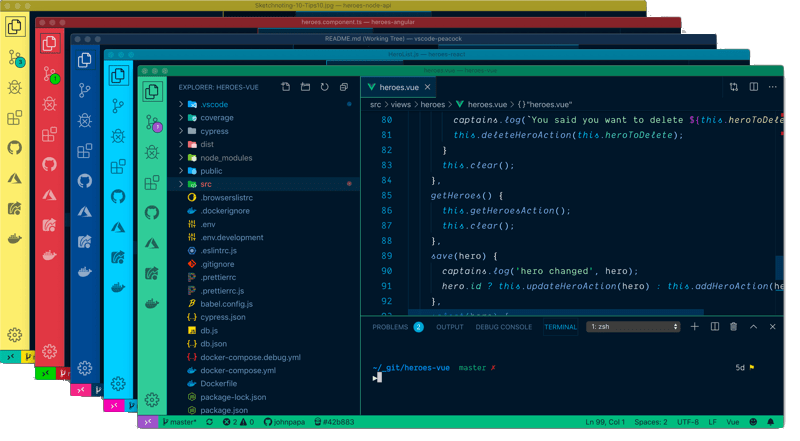 Sketchnoting-10-Tips10.jpg — heroes-node-api
heroes.component.ts — heroes-angular
README.md (Working Tree) — vscode-peacock
heroes.vue — heroes-vue
EXPLORER: HEROES-VUE
heroes.vue
src > views > heroes > heroes.vue > {} "heroes.vue"
.vscode
coverage
cypress
dist
node_modules
public
src
.browserslistrc
.dockerignore
.env
.env.development
.eslintrc.js
.gitignore
.prettierrc
.prettierrc.js
babel.config.js
cypress.json
db.js
db.json
docker-compose.debug.yml
docker-compose.yml
Dockerfile
package-lock.json
package.json
80 captains.log(`You said you want to delete ${this.heroToDele
81 this.deleteHeroAction(this.heroToDelete);
82 }
83 this.clear();
84 },
85 getHeroes() {
86 this.getHeroesAction();
87 this.clear();
88 },
89 save(hero) {
90 captains.log('hero changed', hero);
91 hero.id ? this.updateHeroAction(hero) : this.addHeroAction(he
92 },
PROBLEMS 2 OUTPUT DEBUG CONSOLE TERMINAL 1: zsh
~/_git/heroes-vue master ✗ 5d
master* 2 0 johnpapa #42b883 Ln 99, Col 1 Spaces: 2 UTF-8 LF Vue